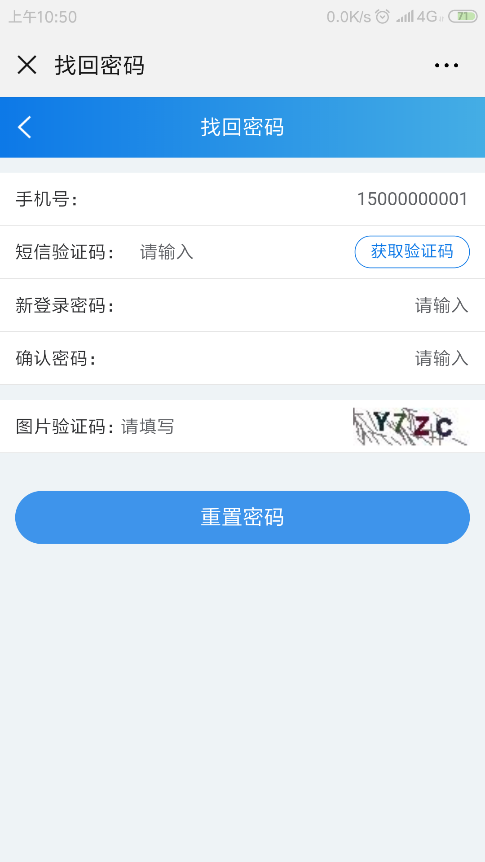 上午10:50 0.0K/s 4G 71
找回密码
找回密码
手机号： 15000000001
短信验证码： 请输入 获取验证码
新登录密码： 请输入
确认密码： 请输入
图片验证码：请填写 Y7ZC
重置密码